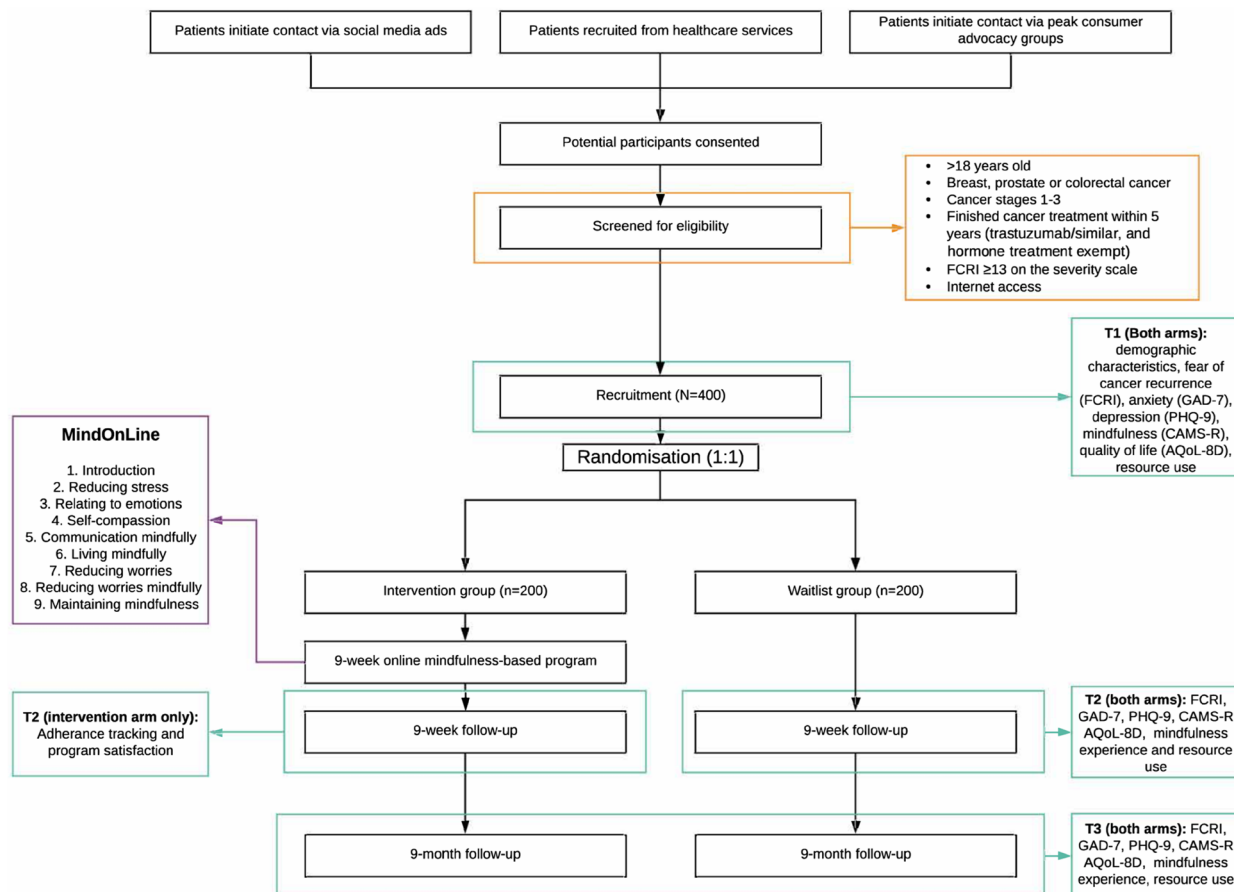 Patients initiate contact via social media ads
Patients recruited from healthcare services
Patients initiate contact via peak consumer
advocacy groups
Potential participants consented
Screened for eligibility
• >18 years old
• Breast, prostate or colorectal cancer
• Cancer stages 1-3
• Finished cancer treatment within 5
years (trastuzumab/similar, and
hormone treatment exempt)
• FCRI ≥13 on the severity scale
• Internet access
Recruitment (N=400)
T1 (Both arms):
demographic
characteristics, fear of
cancer recurrence
(FCRI), anxiety (GAD-7),
depression (PHQ-9),
mindfulness (CAMS-R),
quality of life (AQoL-8D),
resource use
Randomisation (1:1)
MindOnLine
1. Introduction
2. Reducing stress
3. Relating to emotions
4. Self-compassion
5. Communication mindfully
6. Living mindfully
7. Reducing worries
8. Reducing worries mindfully
9. Maintaining mindfulness
Intervention group (n=200)
Waitlist group (n=200)
9-week online mindfulness-based program
T2 (intervention arm only):
Adherance tracking and
program satisfaction
9-week follow-up
9-week follow-up
T2 (both arms): FCRI,
GAD-7, PHQ-9, CAMS-R
AQoL-8D, mindfulness
experience and resource
use
9-month follow-up
9-month follow-up
T3 (both arms): FCRI,
GAD-7, PHQ-9, CAMS-R
AQoL-8D, mindfulness
experience, resource use